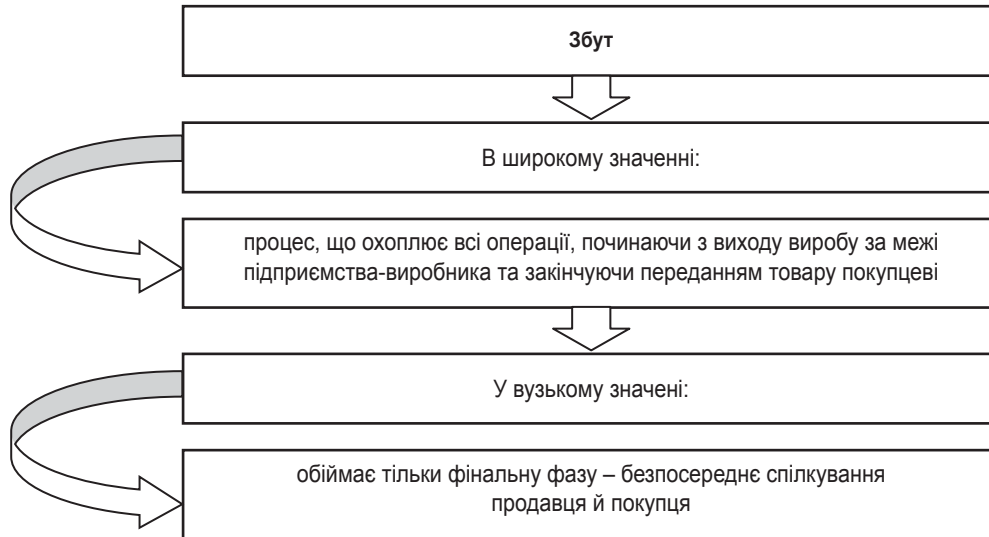 Збут
В широкому значенні:
процес, що охоплює всі операції, починаючи з виходу виробу за межі
підприємства-виробника та закінчуючи переданням товару покупцеві
У вузькому значені:
обіймає тільки фінальну фазу – безпосереднє спілкування
продавця й покупця